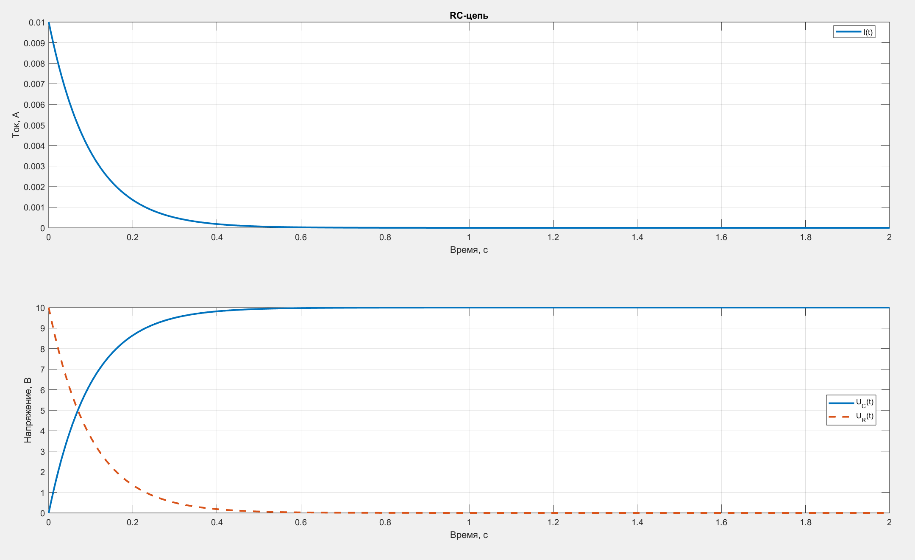 RC-цепь
I(t)
Ток, А
0.01
0.009
0.008
0.007
0.006
0.005
0.004
0.003
0.002
0.001
0
0 0.2 0.4 0.6 0.8 1 1.2 1.4 1.6 1.8 2
Время, с
Напряжение, В
10
9
8
7
6
5
4
3
2
1
0
U_C(t)
U_R(t)
0 0.2 0.4 0.6 0.8 1 1.2 1.4 1.6 1.8 2
Время, с